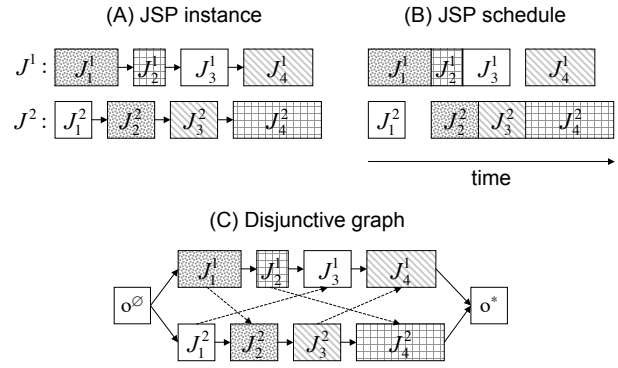 (A) JSP instance
(B) JSP schedule
J¹ : J₁¹ J₂¹ J₃¹ J₄¹
J₁¹ J₂¹ J₃¹ J₄¹
J² : J₁² J₂² J₃² J₄²
J₁² J₂² J₃² J₄²
time
(C) Disjunctive graph
J₁¹ J₂¹ J₃¹ J₄¹
o∅ o*
J₁² J₂² J₃² J₄²